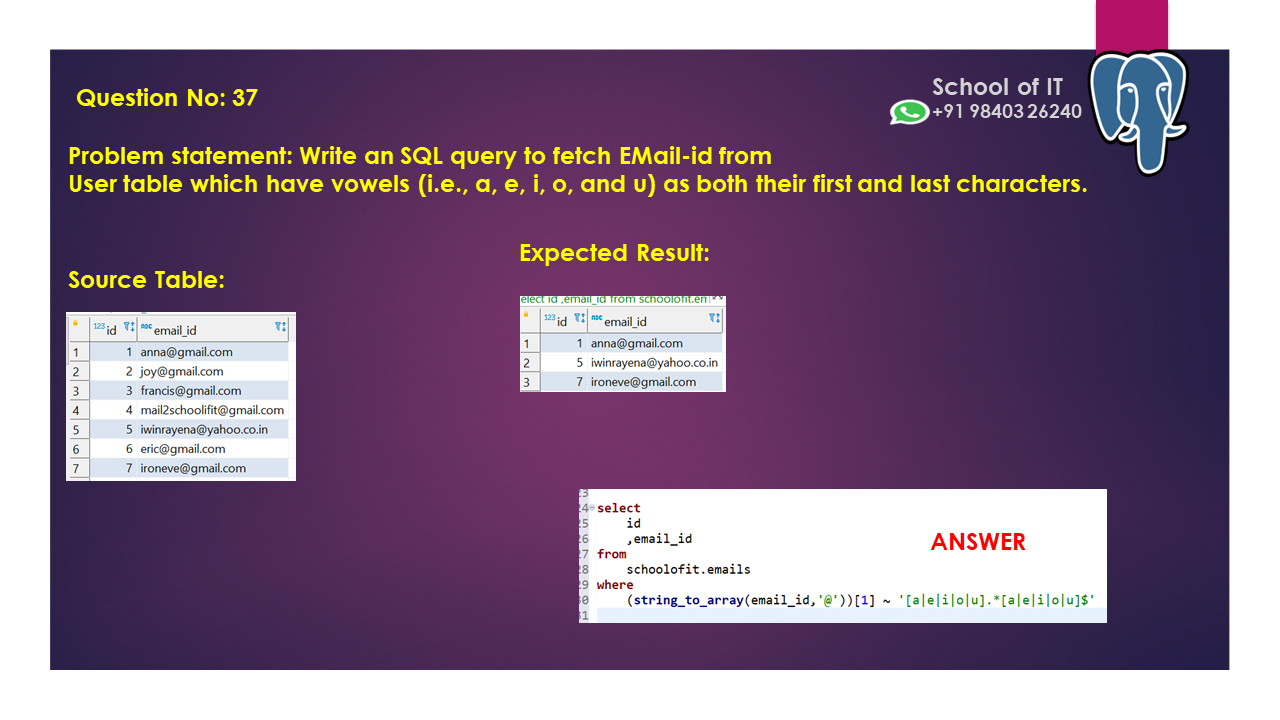 Question No: 37
School of IT
+91 98403 26240
Problem statement: Write an SQL query to fetch EMail-id from
User table which have vowels (i.e., a, e, i, o, and u) as both their first and last characters.
Expected Result:
Source Table:
elect id ,email_id from schoolofit.em
123 id ABC email_id
1 1 anna@gmail.com
2 5 iwinrayena@yahoo.co.in
3 7 ironeve@gmail.com
123 id ABC email_id
1 1 anna@gmail.com
2 2 joy@gmail.com
3 3 francis@gmail.com
4 4 mail2schoolifit@gmail.com
5 5 iwinrayena@yahoo.co.in
6 6 eric@gmail.com
7 7 ironeve@gmail.com
23
24 select
25 id
26 ,email_id
27 from
28 schoolofit.emails
29 where
30 (string_to_array(email_id,'@'))[1] ~ '[a|e|i|o|u].*[a|e|i|o|u]$'
31
ANSWER